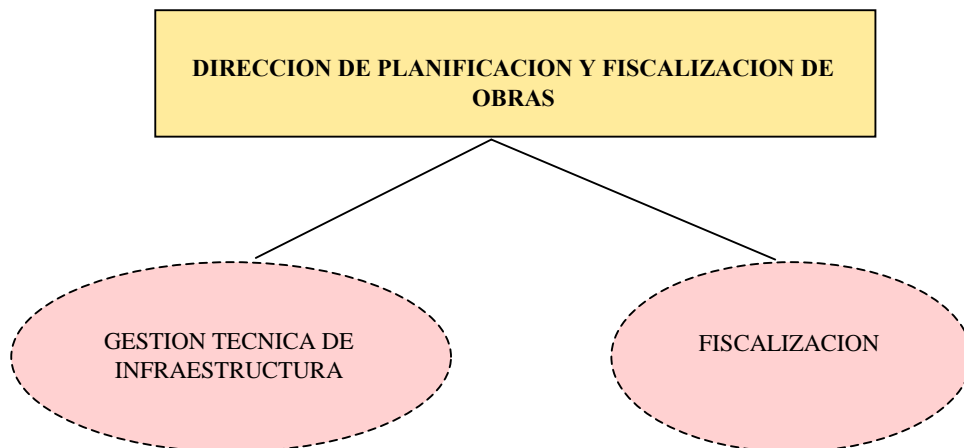 DIRECCION DE PLANIFICACION Y FISCALIZACION DE
OBRAS
GESTION TECNICA DE
INFRAESTRUCTURA
FISCALIZACION